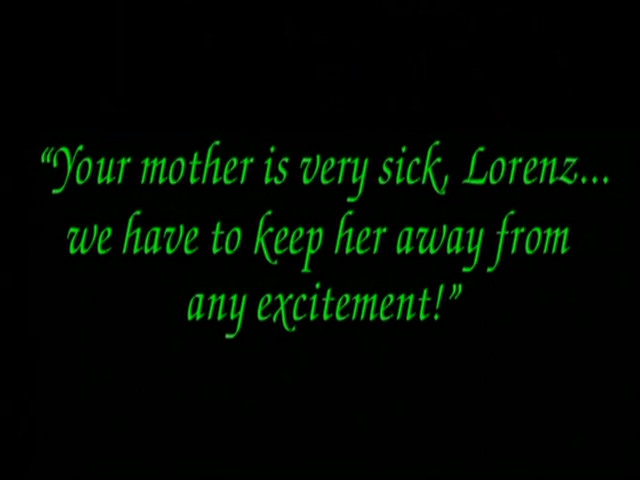 “Your mother is very sick, Lorenz...
we have to keep her away from
any excitement!”